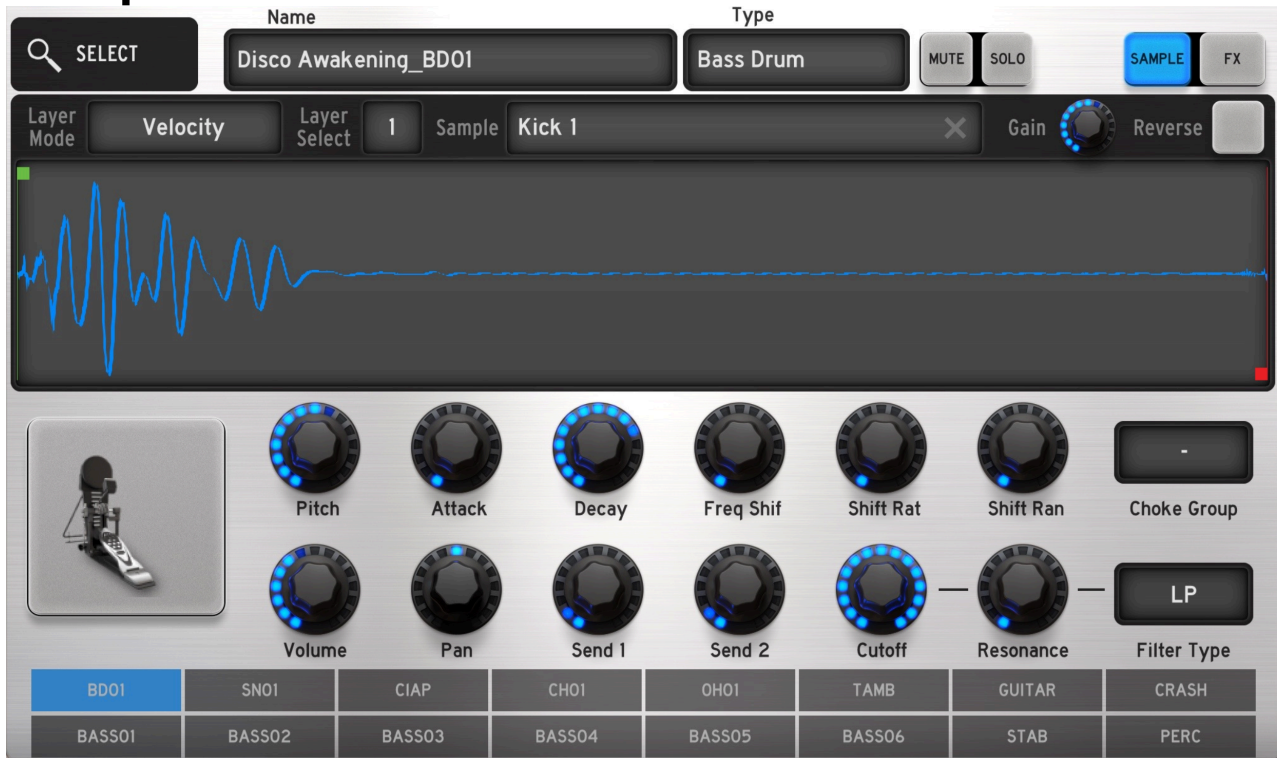 Name
Type
SELECT
Disco Awakening_BD01
Bass Drum
MUTE
SOLO
SAMPLE
FX
Layer Mode
Velocity
Layer Select
1
Sample
Kick 1
Gain
Reverse
Pitch
Attack
Decay
Freq Shif
Shift Rat
Shift Ran
-
Choke Group
Volume
Pan
Send 1
Send 2
Cutoff
Resonance
LP
Filter Type
BD01
SN01
ClAP
CH01
OH01
TAMB
GUITAR
CRASH
BASS01
BASS02
BASS03
BASS04
BASS05
BASS06
STAB
PERC